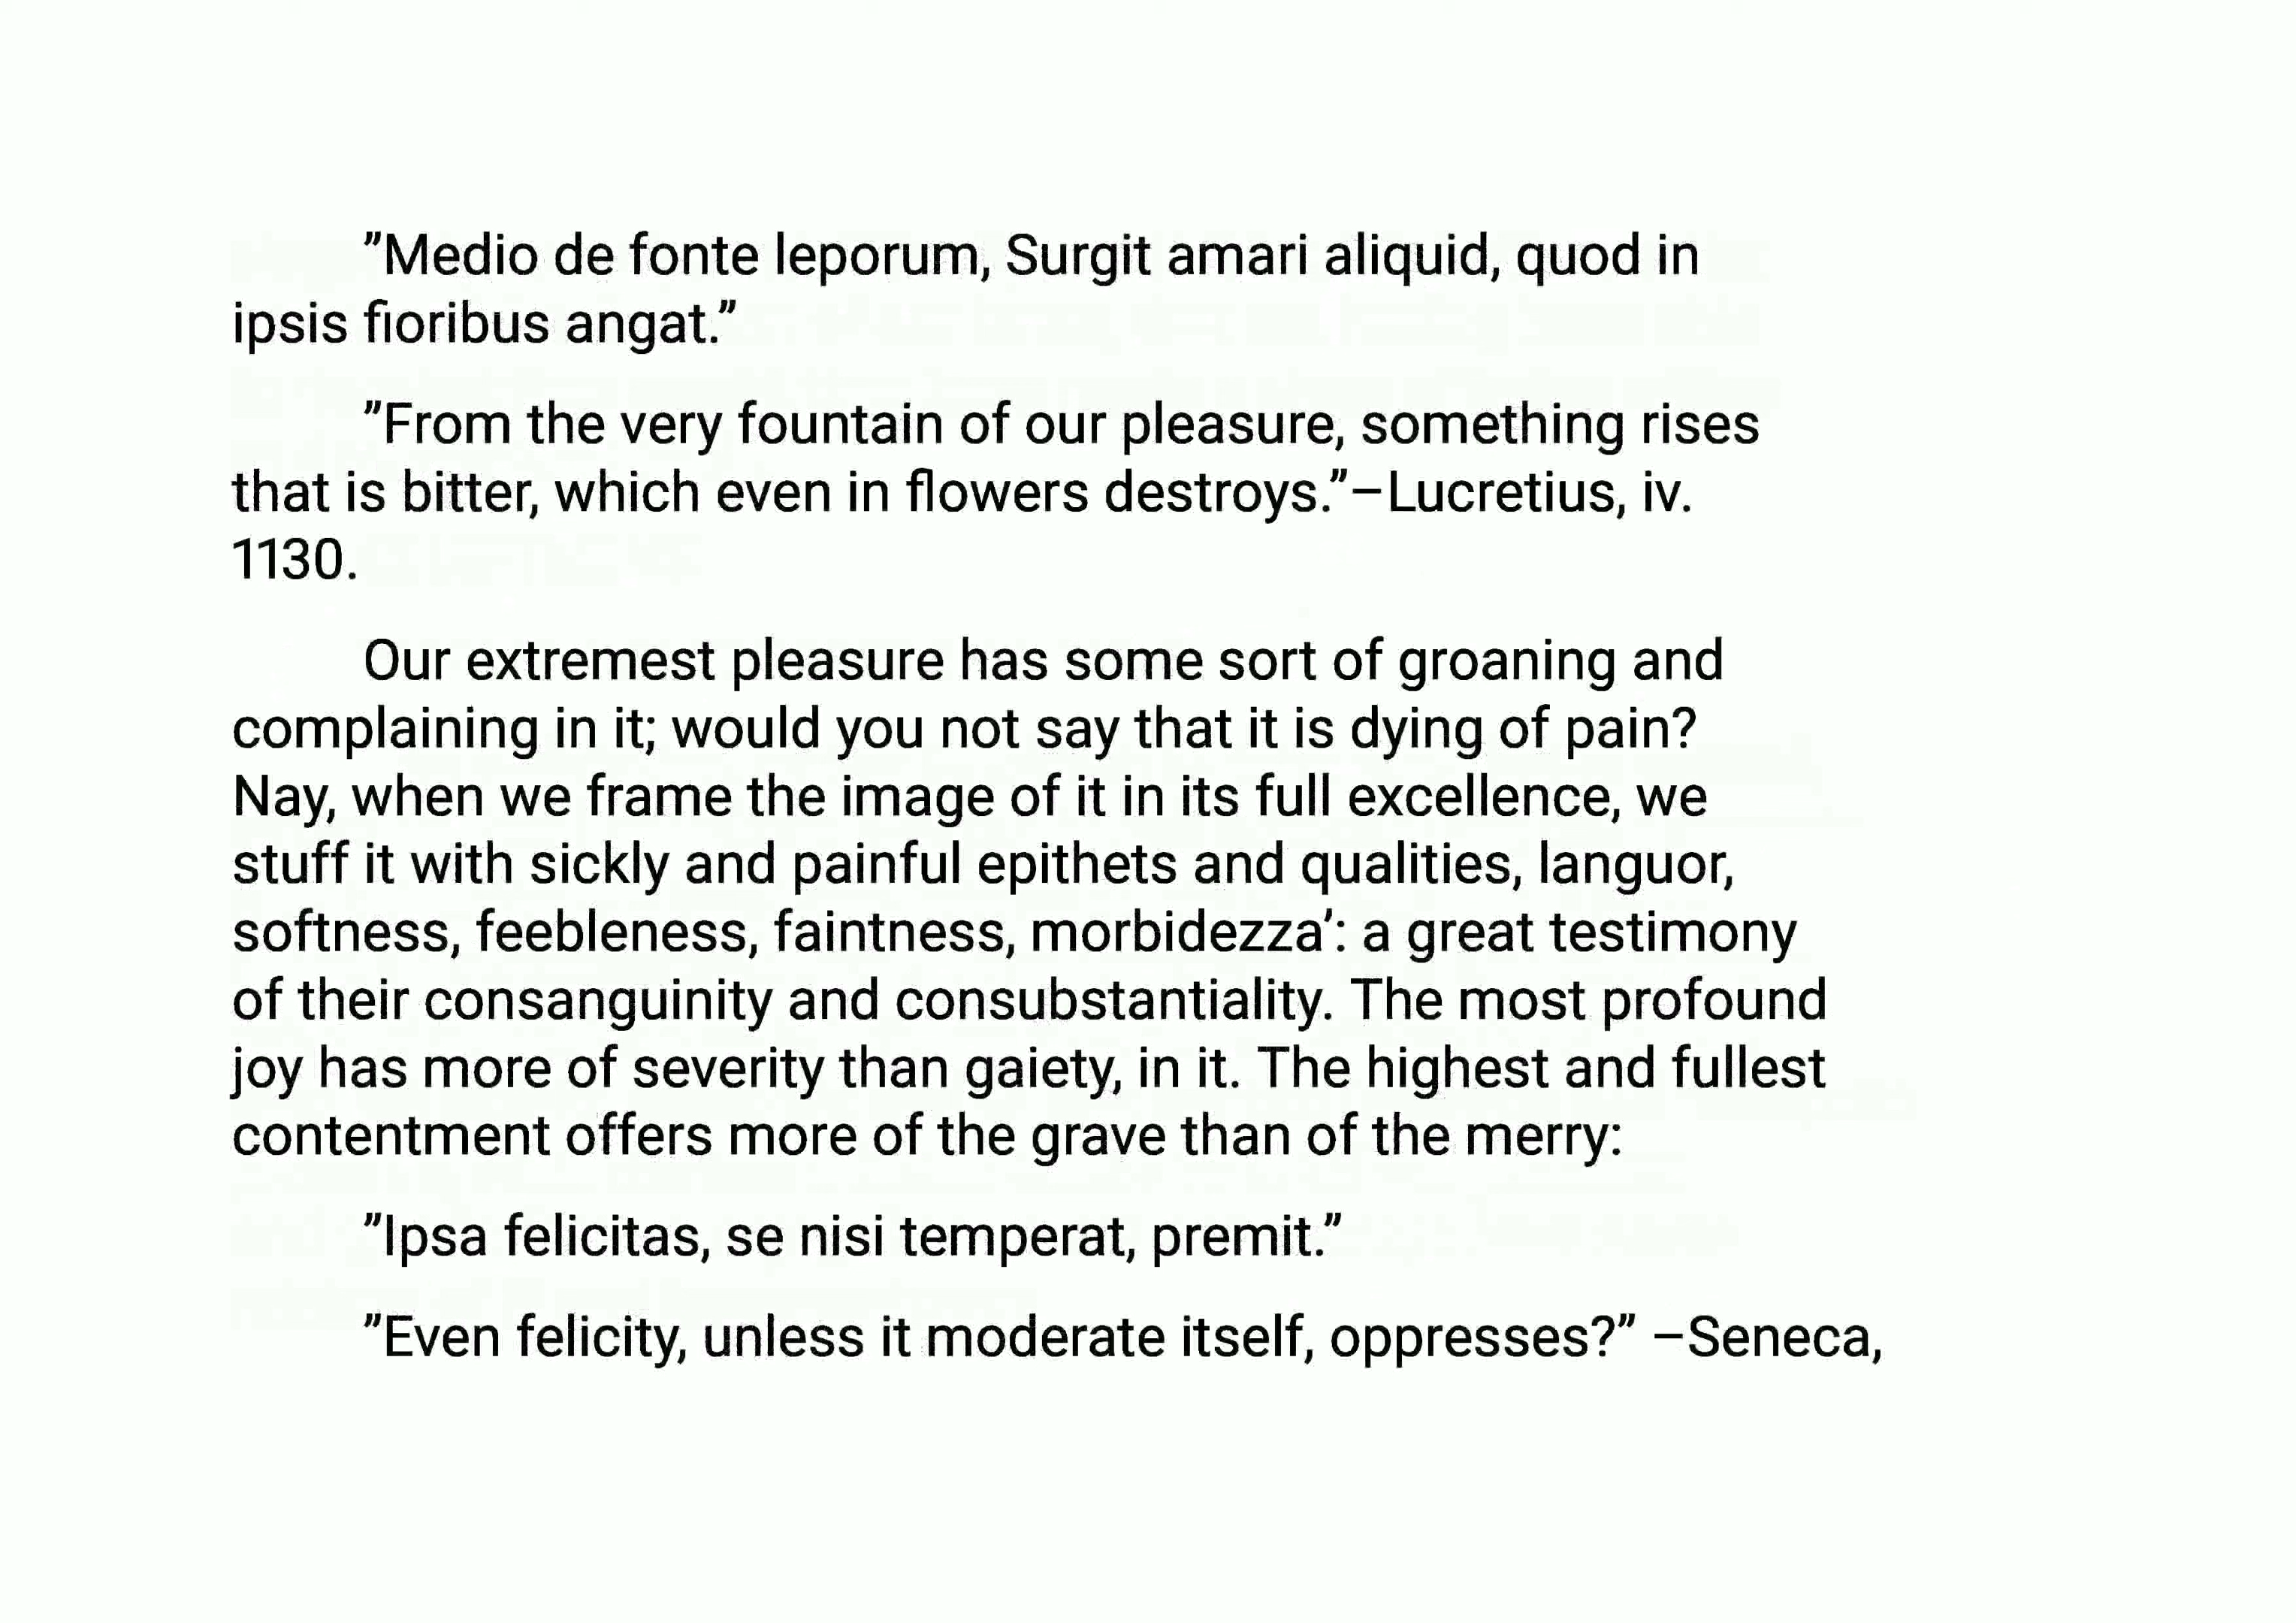 ”Medio de fonte leporum, Surgit amari aliquid, quod in
ipsis fioribus angat.”
”From the very fountain of our pleasure, something rises
that is bitter, which even in flowers destroys.”–Lucretius, iv.
1130.
Our extremest pleasure has some sort of groaning and
complaining in it; would you not say that it is dying of pain?
Nay, when we frame the image of it in its full excellence, we
stuff it with sickly and painful epithets and qualities, languor,
softness, feebleness, faintness, morbidezza’: a great testimony
of their consanguinity and consubstantiality. The most profound
joy has more of severity than gaiety, in it. The highest and fullest
contentment offers more of the grave than of the merry:
”Ipsa felicitas, se nisi temperat, premit.”
”Even felicity, unless it moderate itself, oppresses?” –Seneca,